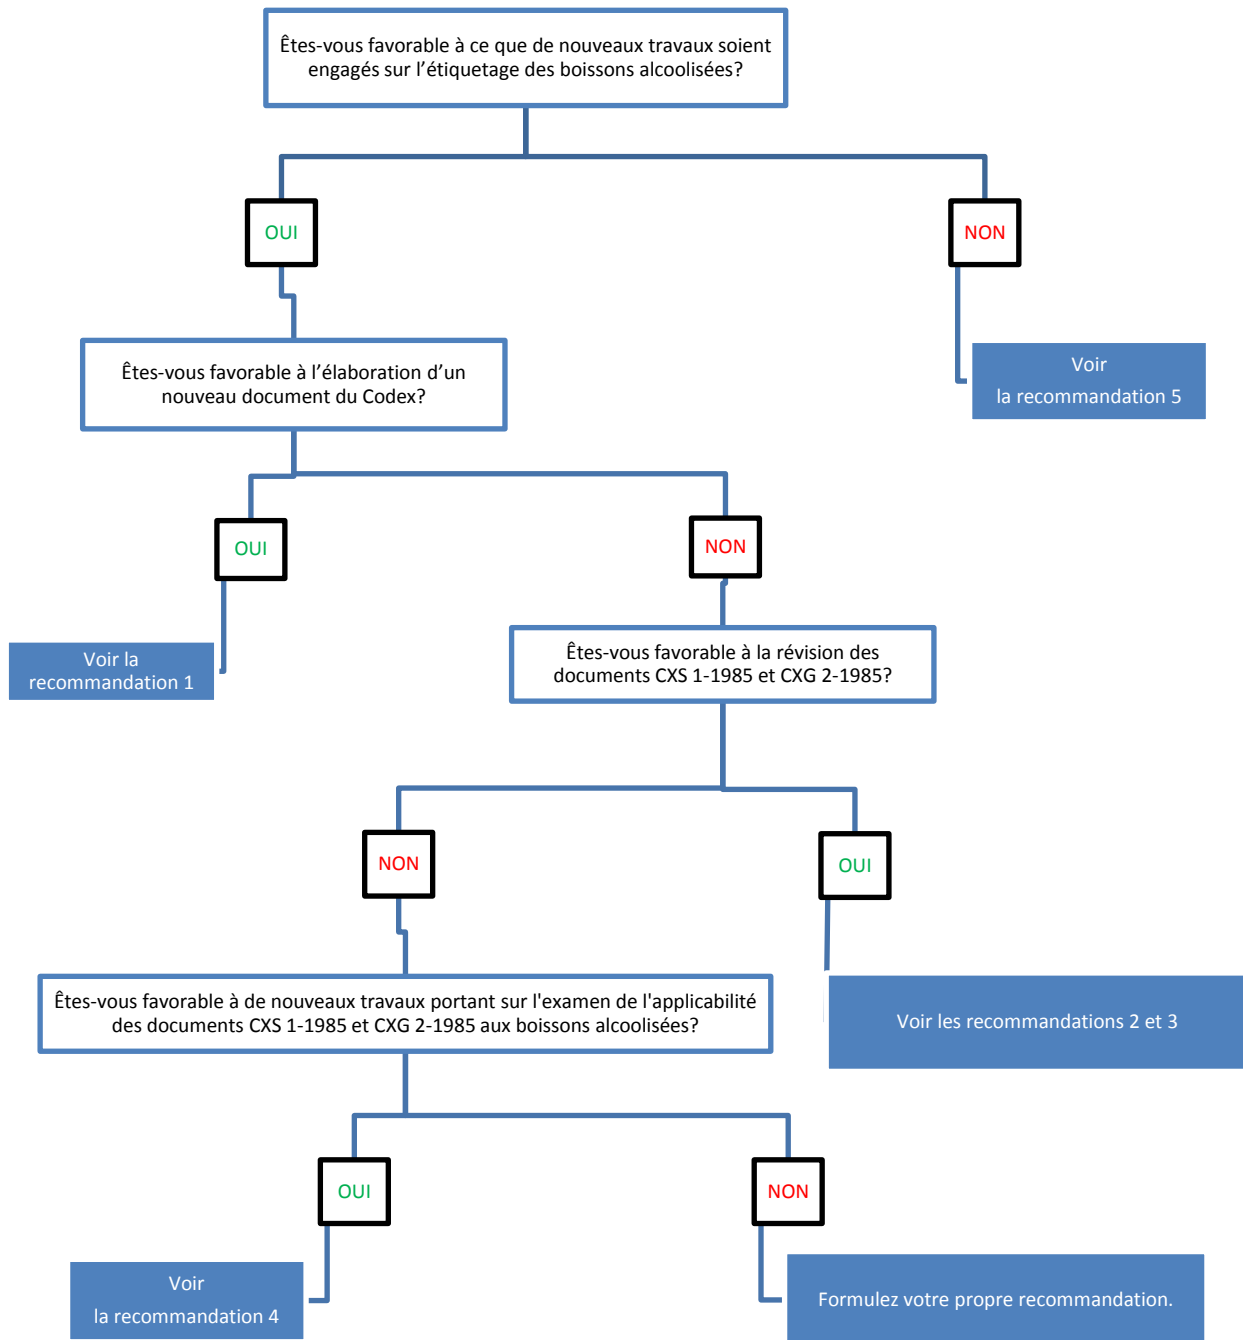 Êtes-vous favorable à ce que de nouveaux travaux soient
engagés sur l’étiquetage des boissons alcoolisées?
OUI
NON
Êtes-vous favorable à l’élaboration d’un
nouveau document du Codex?
Voir
la recommandation 5
OUI
NON
Voir la
recommandation 1
Êtes-vous favorable à la révision des
documents CXS 1-1985 et CXG 2-1985?
NON
OUI
Êtes-vous favorable à de nouveaux travaux portant sur l'examen de l'applicabilité
des documents CXS 1-1985 et CXG 2-1985 aux boissons alcoolisées?
Voir les recommandations 2 et 3
OUI
NON
Voir
la recommandation 4
Formulez votre propre recommandation.